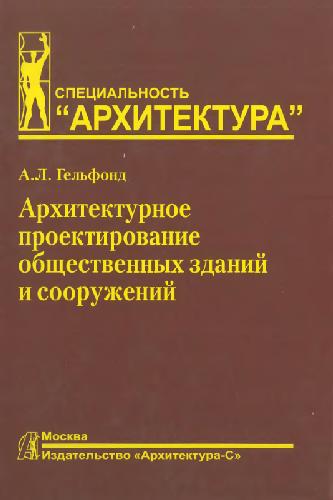 СПЕЦИАЛЬНОСТЬ
"АРХИТЕКТУРА"
А.Л. Гельфонд
Архитектурное
проектирование
общественных зданий
и сооружений
Москва
Издательство «Архитектура-С»